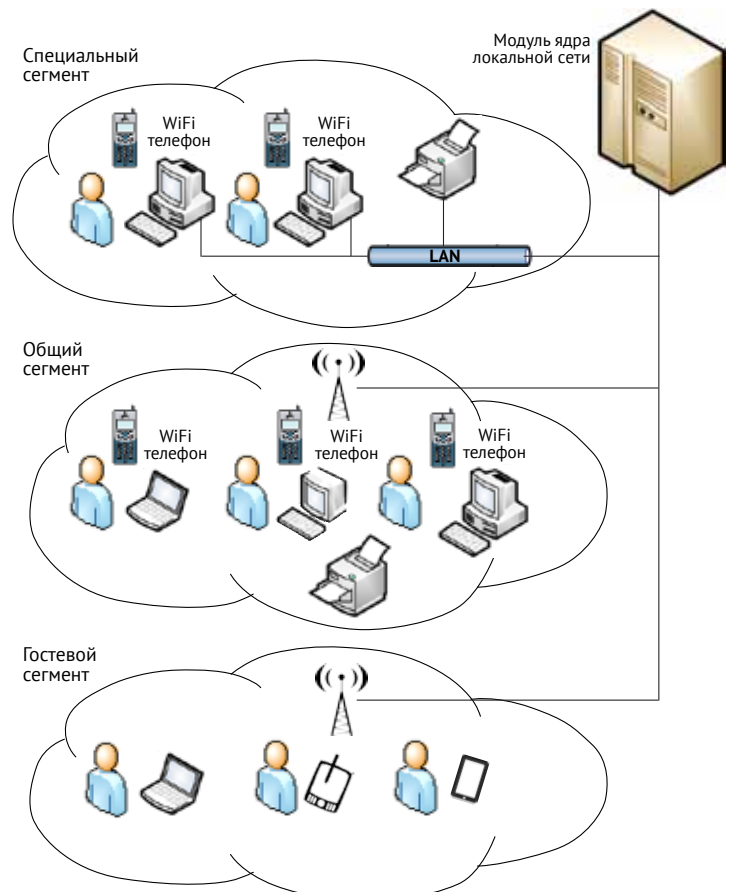 Специальный
сегмент
Модуль ядра
локальной сети
WiFi
телефон
WiFi
телефон
LAN
Общий
сегмент
WiFi
телефон
WiFi
телефон
WiFi
телефон
Гостевой
сегмент